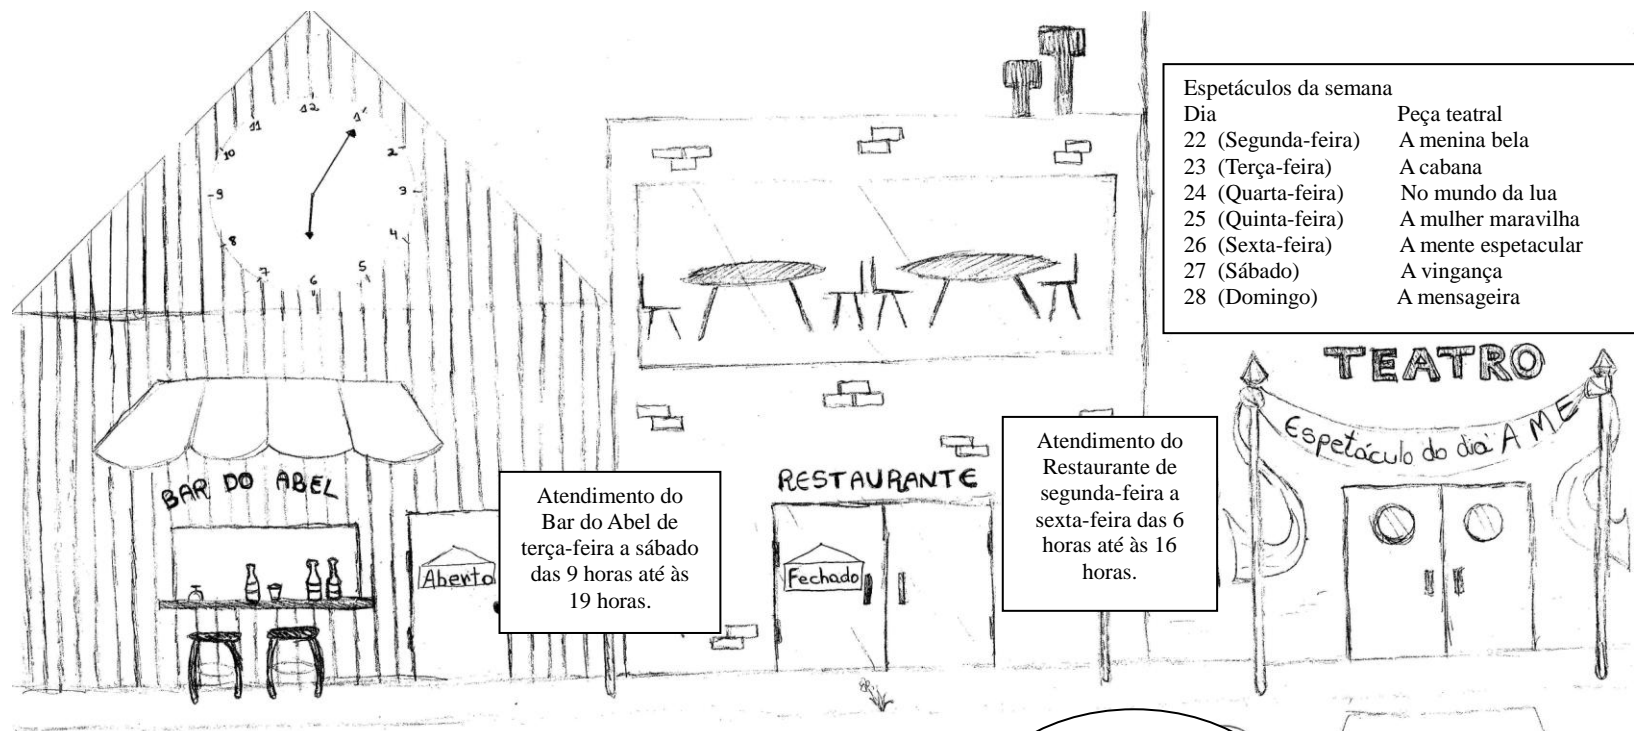 12
11
1
10
2
9
3
8
4
7
5
6
BAR DO ABEL
Aberto
Atendimento do
Bar do Abel de
terça-feira a sábado
das 9 horas até às
19 horas.
RESTAURANTE
Fechado
Atendimento do
Restaurante de
segunda-feira a
sexta-feira das 6
horas até às 16
horas.
Espetáculos da semana
Dia Peça teatral
22 (Segunda-feira) A menina bela
23 (Terça-feira) A cabana
24 (Quarta-feira) No mundo da lua
25 (Quinta-feira) A mulher maravilha
26 (Sexta-feira) A mente espetacular
27 (Sábado) A vingança
28 (Domingo) A mensageira
TEATRO
Espetáculo do dia A ME